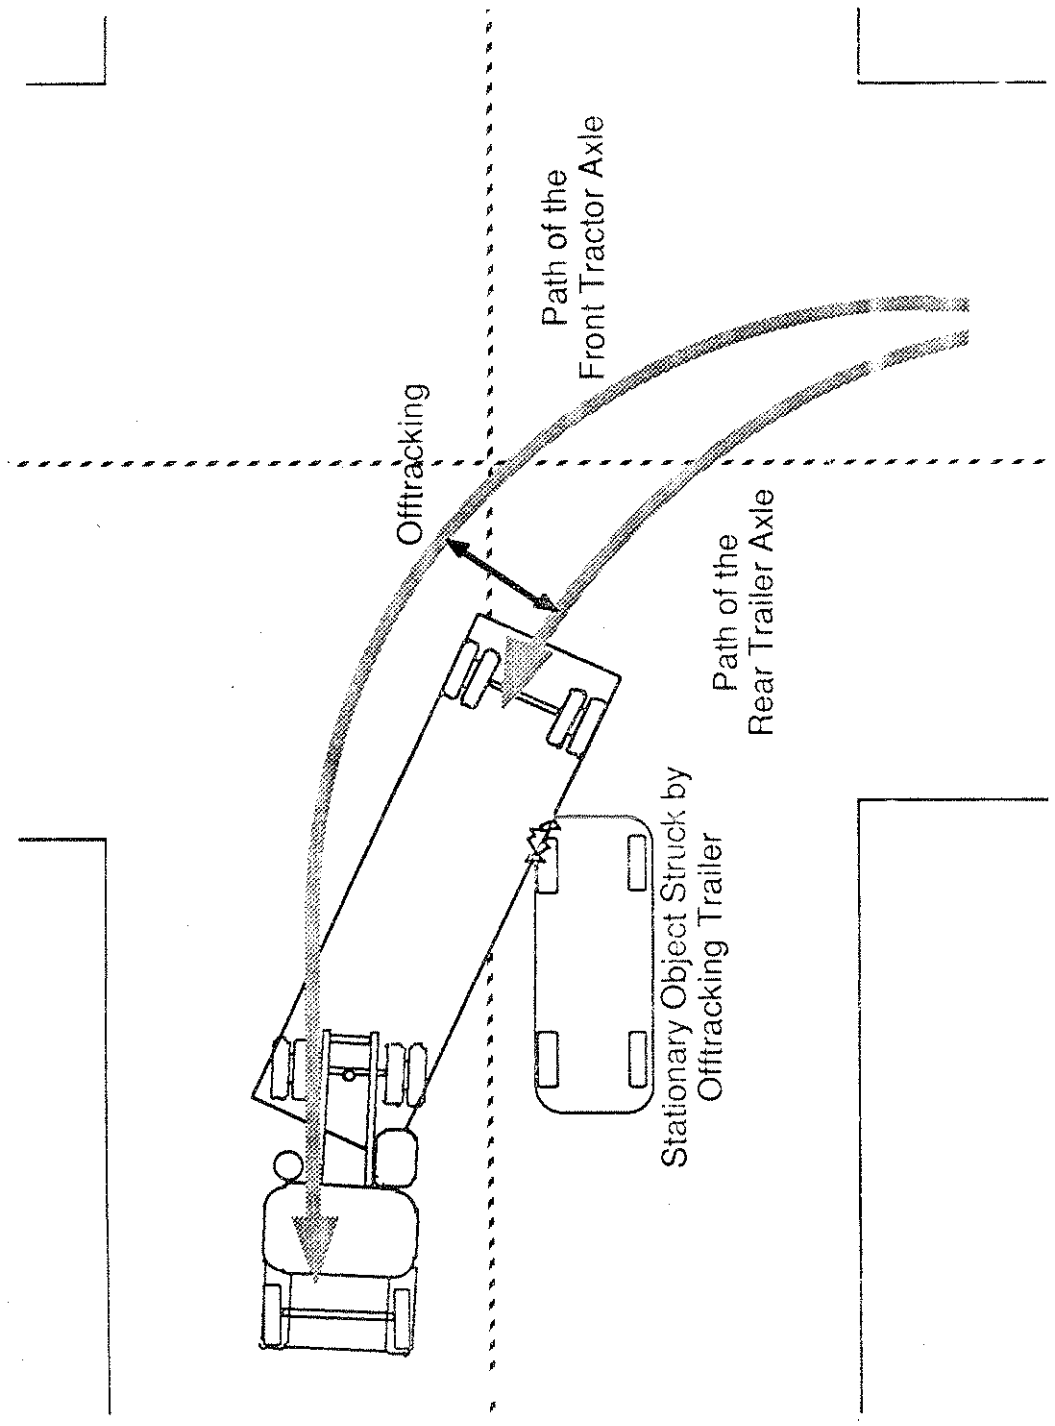 Offtracking
Path of the
Front Tractor Axle
Path of the
Rear Trailer Axle
Stationary Object Struck by
Offtracking Trailer